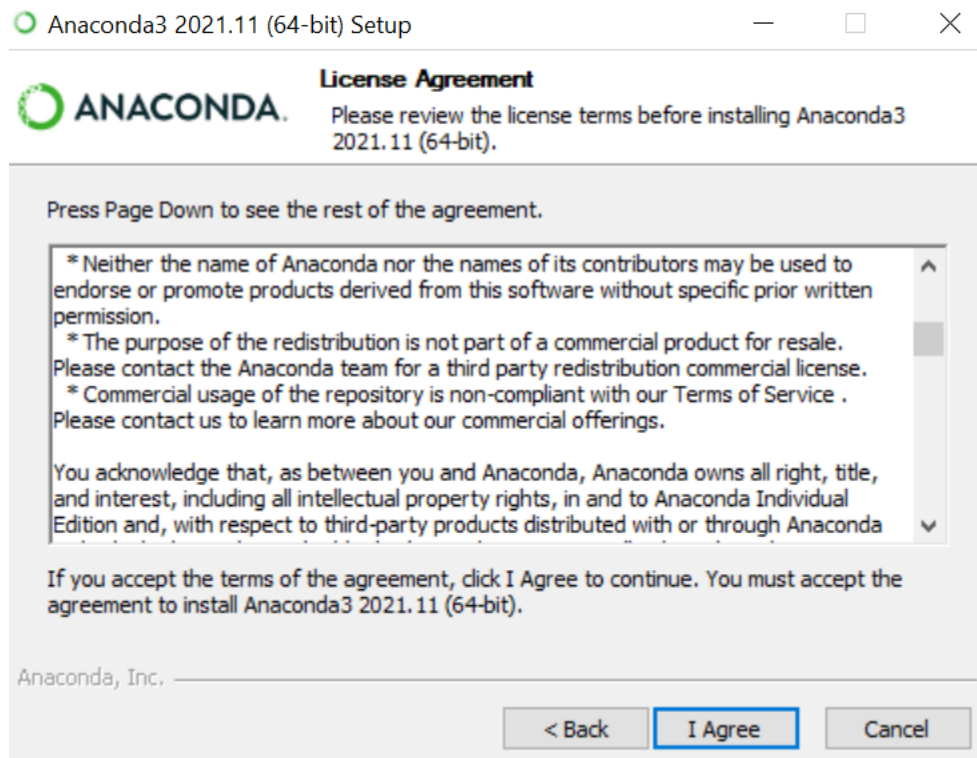 Anaconda3 2021.11 (64-bit) Setup
ANACONDA.
License Agreement
Please review the license terms before installing Anaconda3
2021.11 (64-bit).
Press Page Down to see the rest of the agreement.
* Neither the name of Anaconda nor the names of its contributors may be used to
endorse or promote products derived from this software without specific prior written
permission.
* The purpose of the redistribution is not part of a commercial product for resale.
Please contact the Anaconda team for a third party redistribution commercial license.
* Commercial usage of the repository is non-compliant with our Terms of Service .
Please contact us to learn more about our commercial offerings.
You acknowledge that, as between you and Anaconda, Anaconda owns all right, title,
and interest, including all intellectual property rights, in and to Anaconda Individual
Edition and, with respect to third-party products distributed with or through Anaconda
If you accept the terms of the agreement, click I Agree to continue. You must accept the
agreement to install Anaconda3 2021.11 (64-bit).
Anaconda, Inc.
< Back
I Agree
Cancel